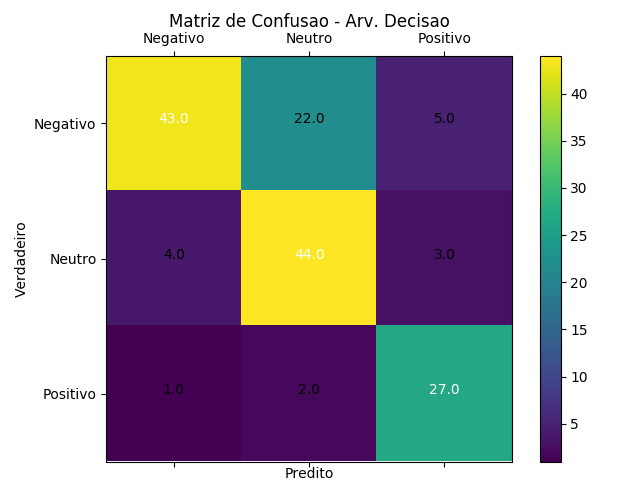 Matriz de Confusao - Arv. Decisao
Negativo Neutro Positivo
Negativo 43.0 22.0 5.0
Neutro 4.0 44.0 3.0
Positivo 1.0 2.0 27.0
Verdadeiro
Predito
40
35
30
25
20
15
10
5